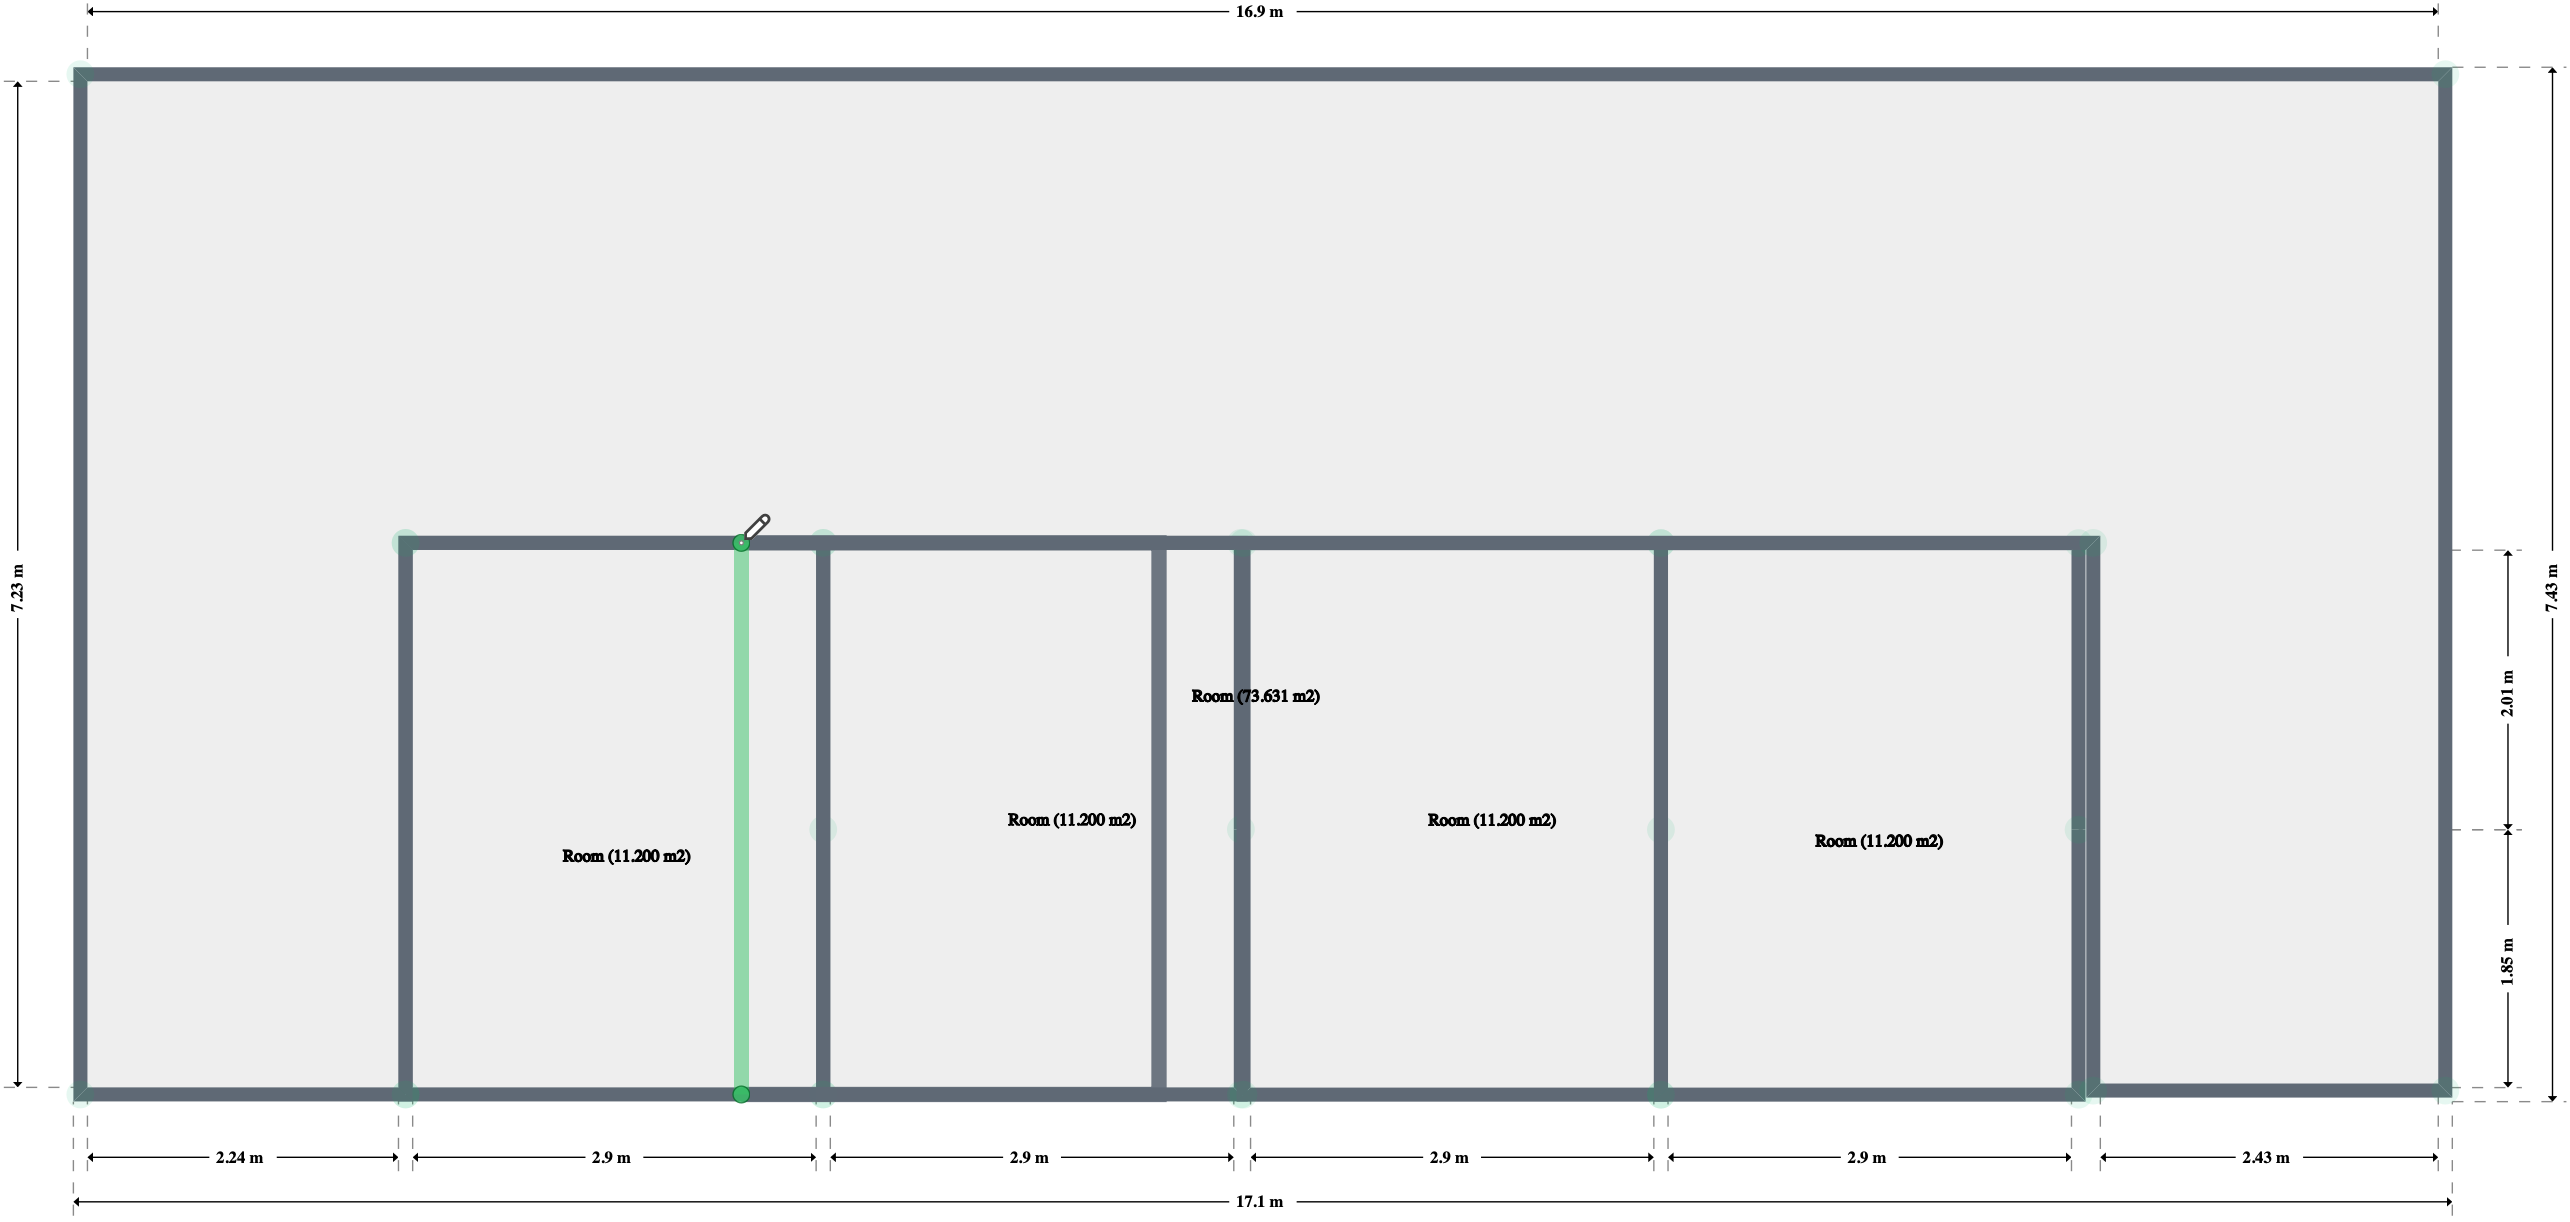 16.9 m
7.23 m
7.43 m
2.01 m
Room (73.631 m2)
Room (11.200 m2)
Room (11.200 m2)
Room (11.200 m2)
Room (11.200 m2)
1.85 m
2.24 m
2.9 m
2.9 m
2.9 m
2.9 m
2.43 m
17.1 m